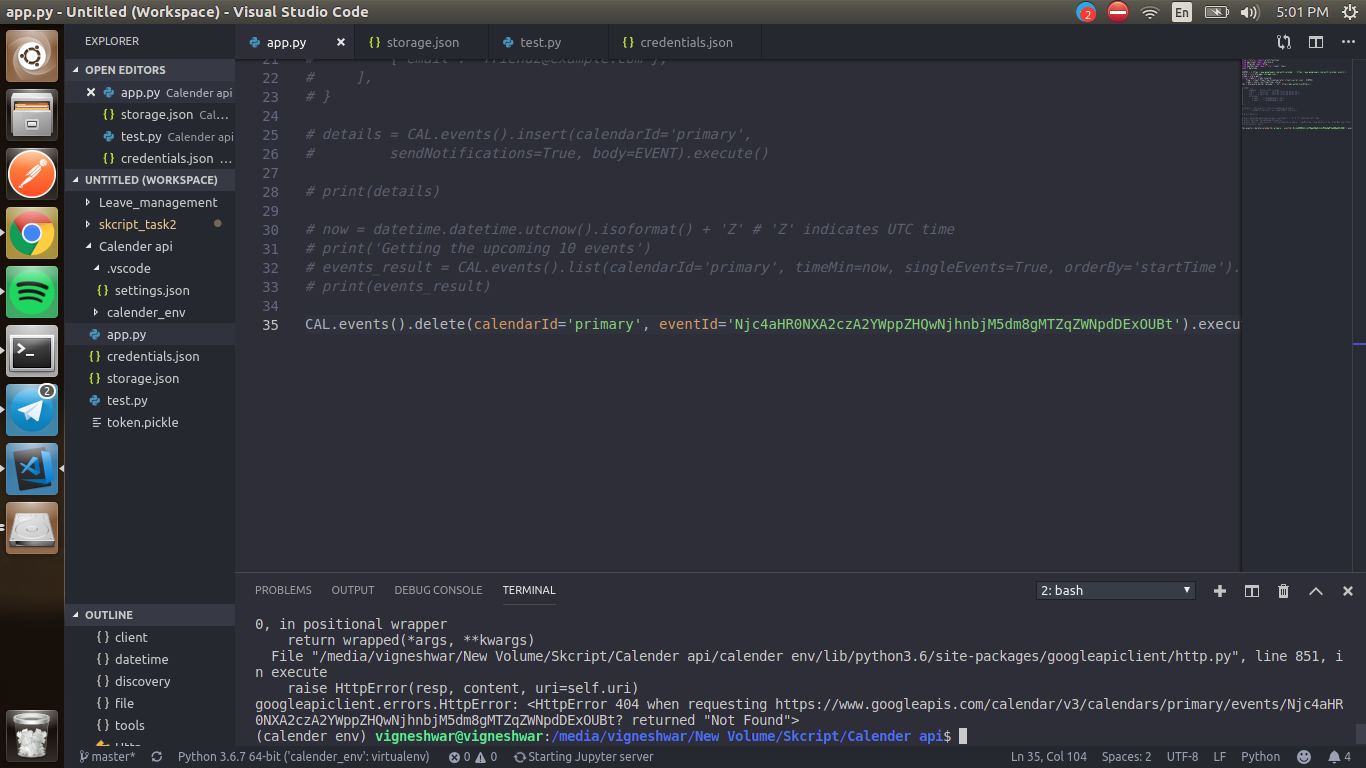 app.py - Untitled (Workspace) - Visual Studio Code
2
En
5:01 PM
EXPLORER
OPEN EDITORS
app.py Calender api
storage.json Cal...
test.py Calender api
credentials.json ...
UNTITLED (WORKSPACE)
Leave_management
skcript_task2
Calender api
.vscode
settings.json
calender_env
app.py
credentials.json
storage.json
test.py
token.pickle
2
OUTLINE
client
datetime
discovery
file
tools
app.py
storage.json
test.py
credentials.json
22 # ],
23 # }
24
25 # details = CAL.events().insert(calendarId='primary',
26 # sendNotifications=True, body=EVENT).execute()
27
28 # print(details)
29
30 # now = datetime.datetime.utcnow().isoformat() + 'Z' # 'Z' indicates UTC time
31 # print('Getting the upcoming 10 events')
32 # events_result = CAL.events().list(calendarId='primary', timeMin=now, singleEvents=True, orderBy='startTime').
33 # print(events_result)
34
35 CAL.events().delete(calendarId='primary', eventId='Njc4aHR0NXA2czA2YWppZHQwNjhnbjM5dm8gMTZqZWNpdDExOUBt').execu
PROBLEMS OUTPUT DEBUG CONSOLE TERMINAL
2: bash
0, in positional wrapper
return wrapped(*args, **kwargs)
File "/media/vigneshwar/New Volume/Skcript/Calender api/calender env/lib/python3.6/site-packages/googleapiclient/http.py", line 851, i
n execute
raise HttpError(resp, content, uri=self.uri)
googleapiclient.errors.HttpError: <HttpError 404 when requesting https://www.googleapis.com/calendar/v3/calendars/primary/events/Njc4aHR
0NXA2czA2YWppZHQwNjhnbjM5dm8gMTZqZWNpdDExOUBt? returned "Not Found">
(calender env) vigneshwar@vigneshwar:/media/vigneshwar/New Volume/Skcript/Calender api$
master* Python 3.6.7 64-bit ('calender_env': virtualenv) 0 0 Starting Jupyter server Ln 35, Col 104 Spaces: 2 UTF-8 LF Python 4